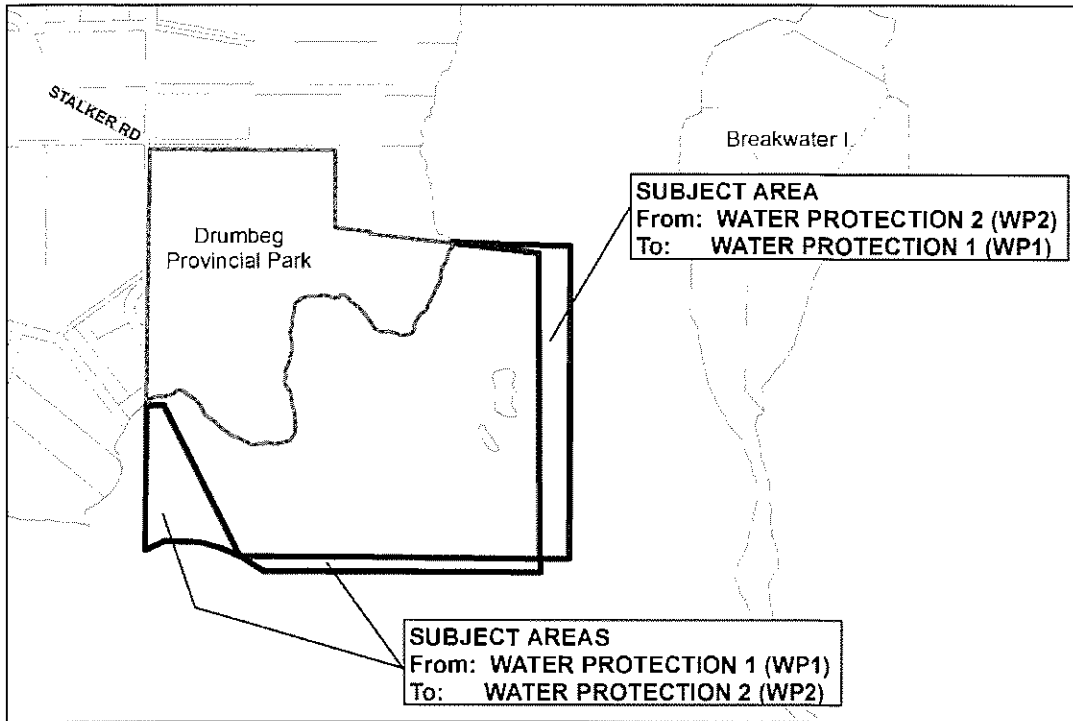 STALKER RD
Breakwater I.
SUBJECT AREA
From: WATER PROTECTION 2 (WP2)
To: WATER PROTECTION 1 (WP1)
Drumbeg
Provincial Park
SUBJECT AREAS
From: WATER PROTECTION 1 (WP1)
To: WATER PROTECTION 2 (WP2)